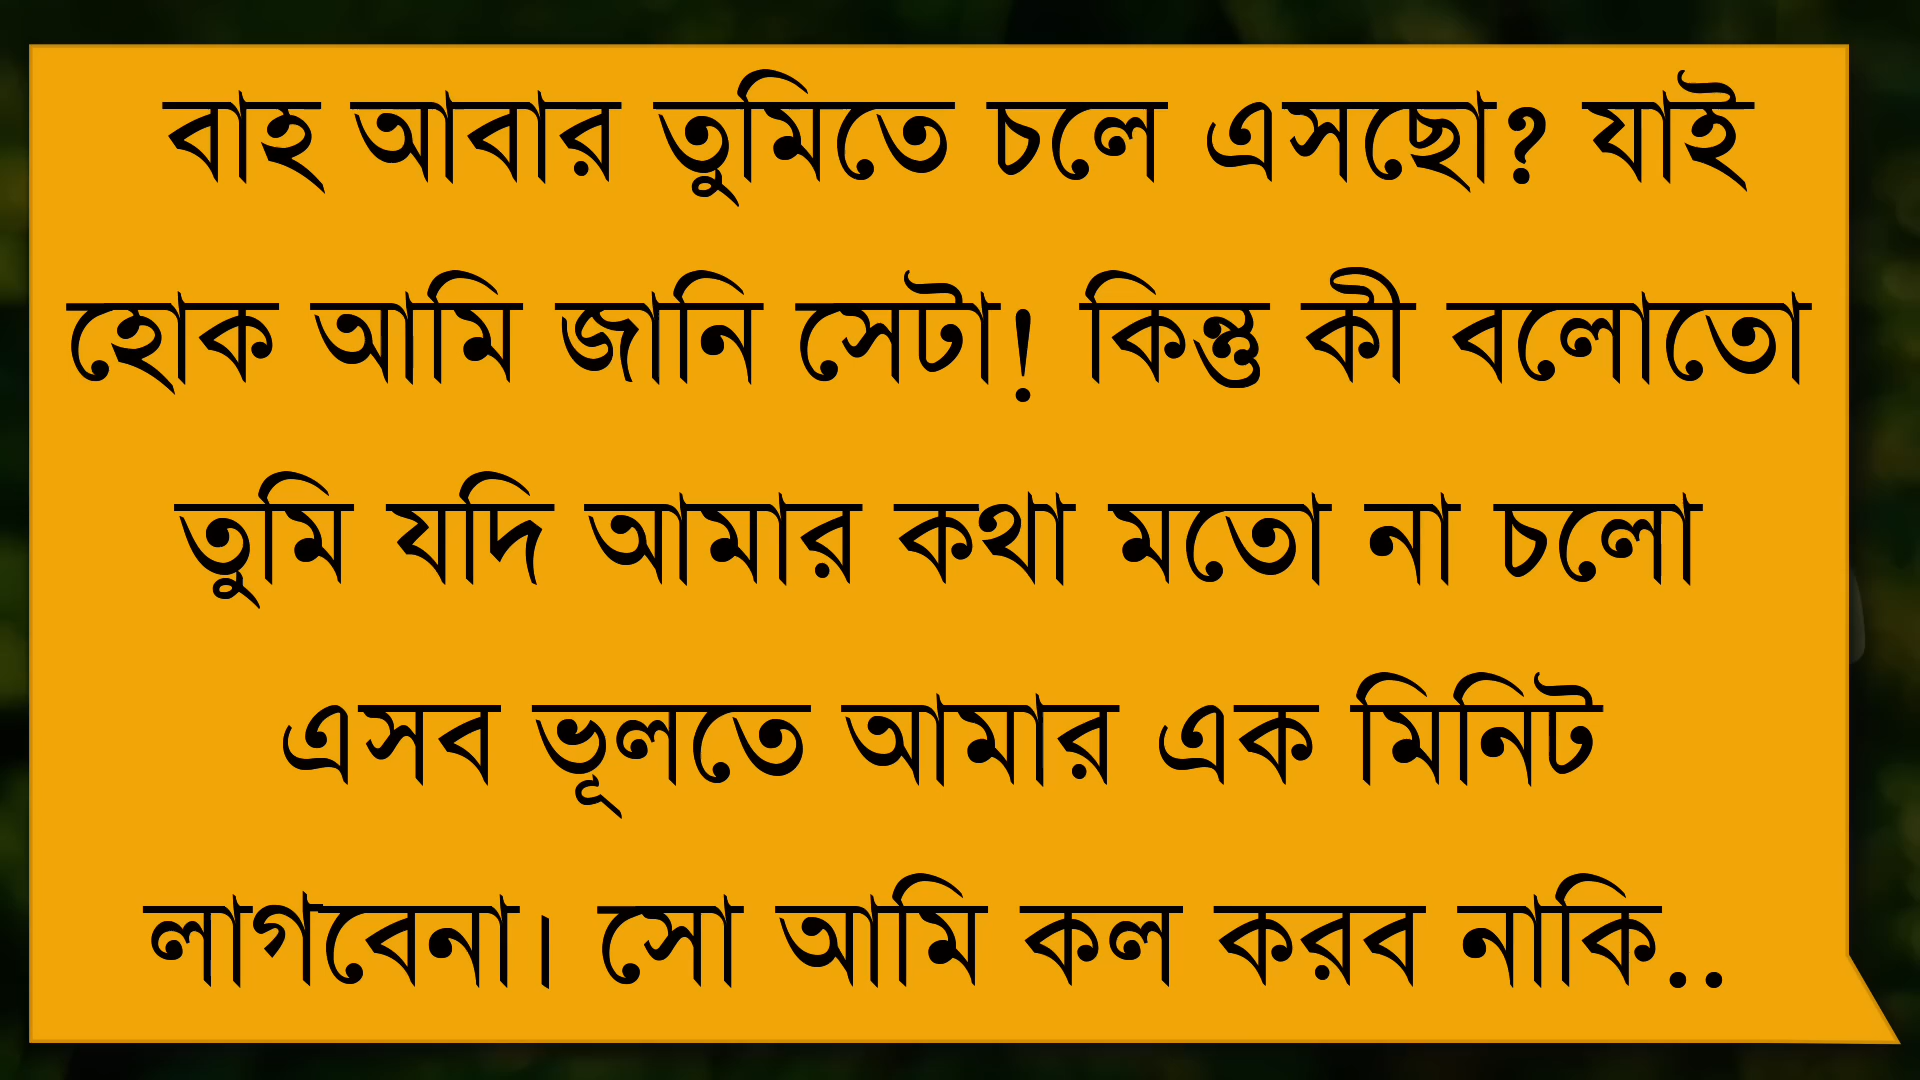 বাহ আবার তুমিতে চলে এসছো? যাই
হোক আমি জানি সেটা! কিন্তু কী বলোতো
তুমি যদি আমার কথা মতো না চলো
এসব ভূলতে আমার এক মিনিট
লাগবেনা। সো আমি কল করব নাকি..